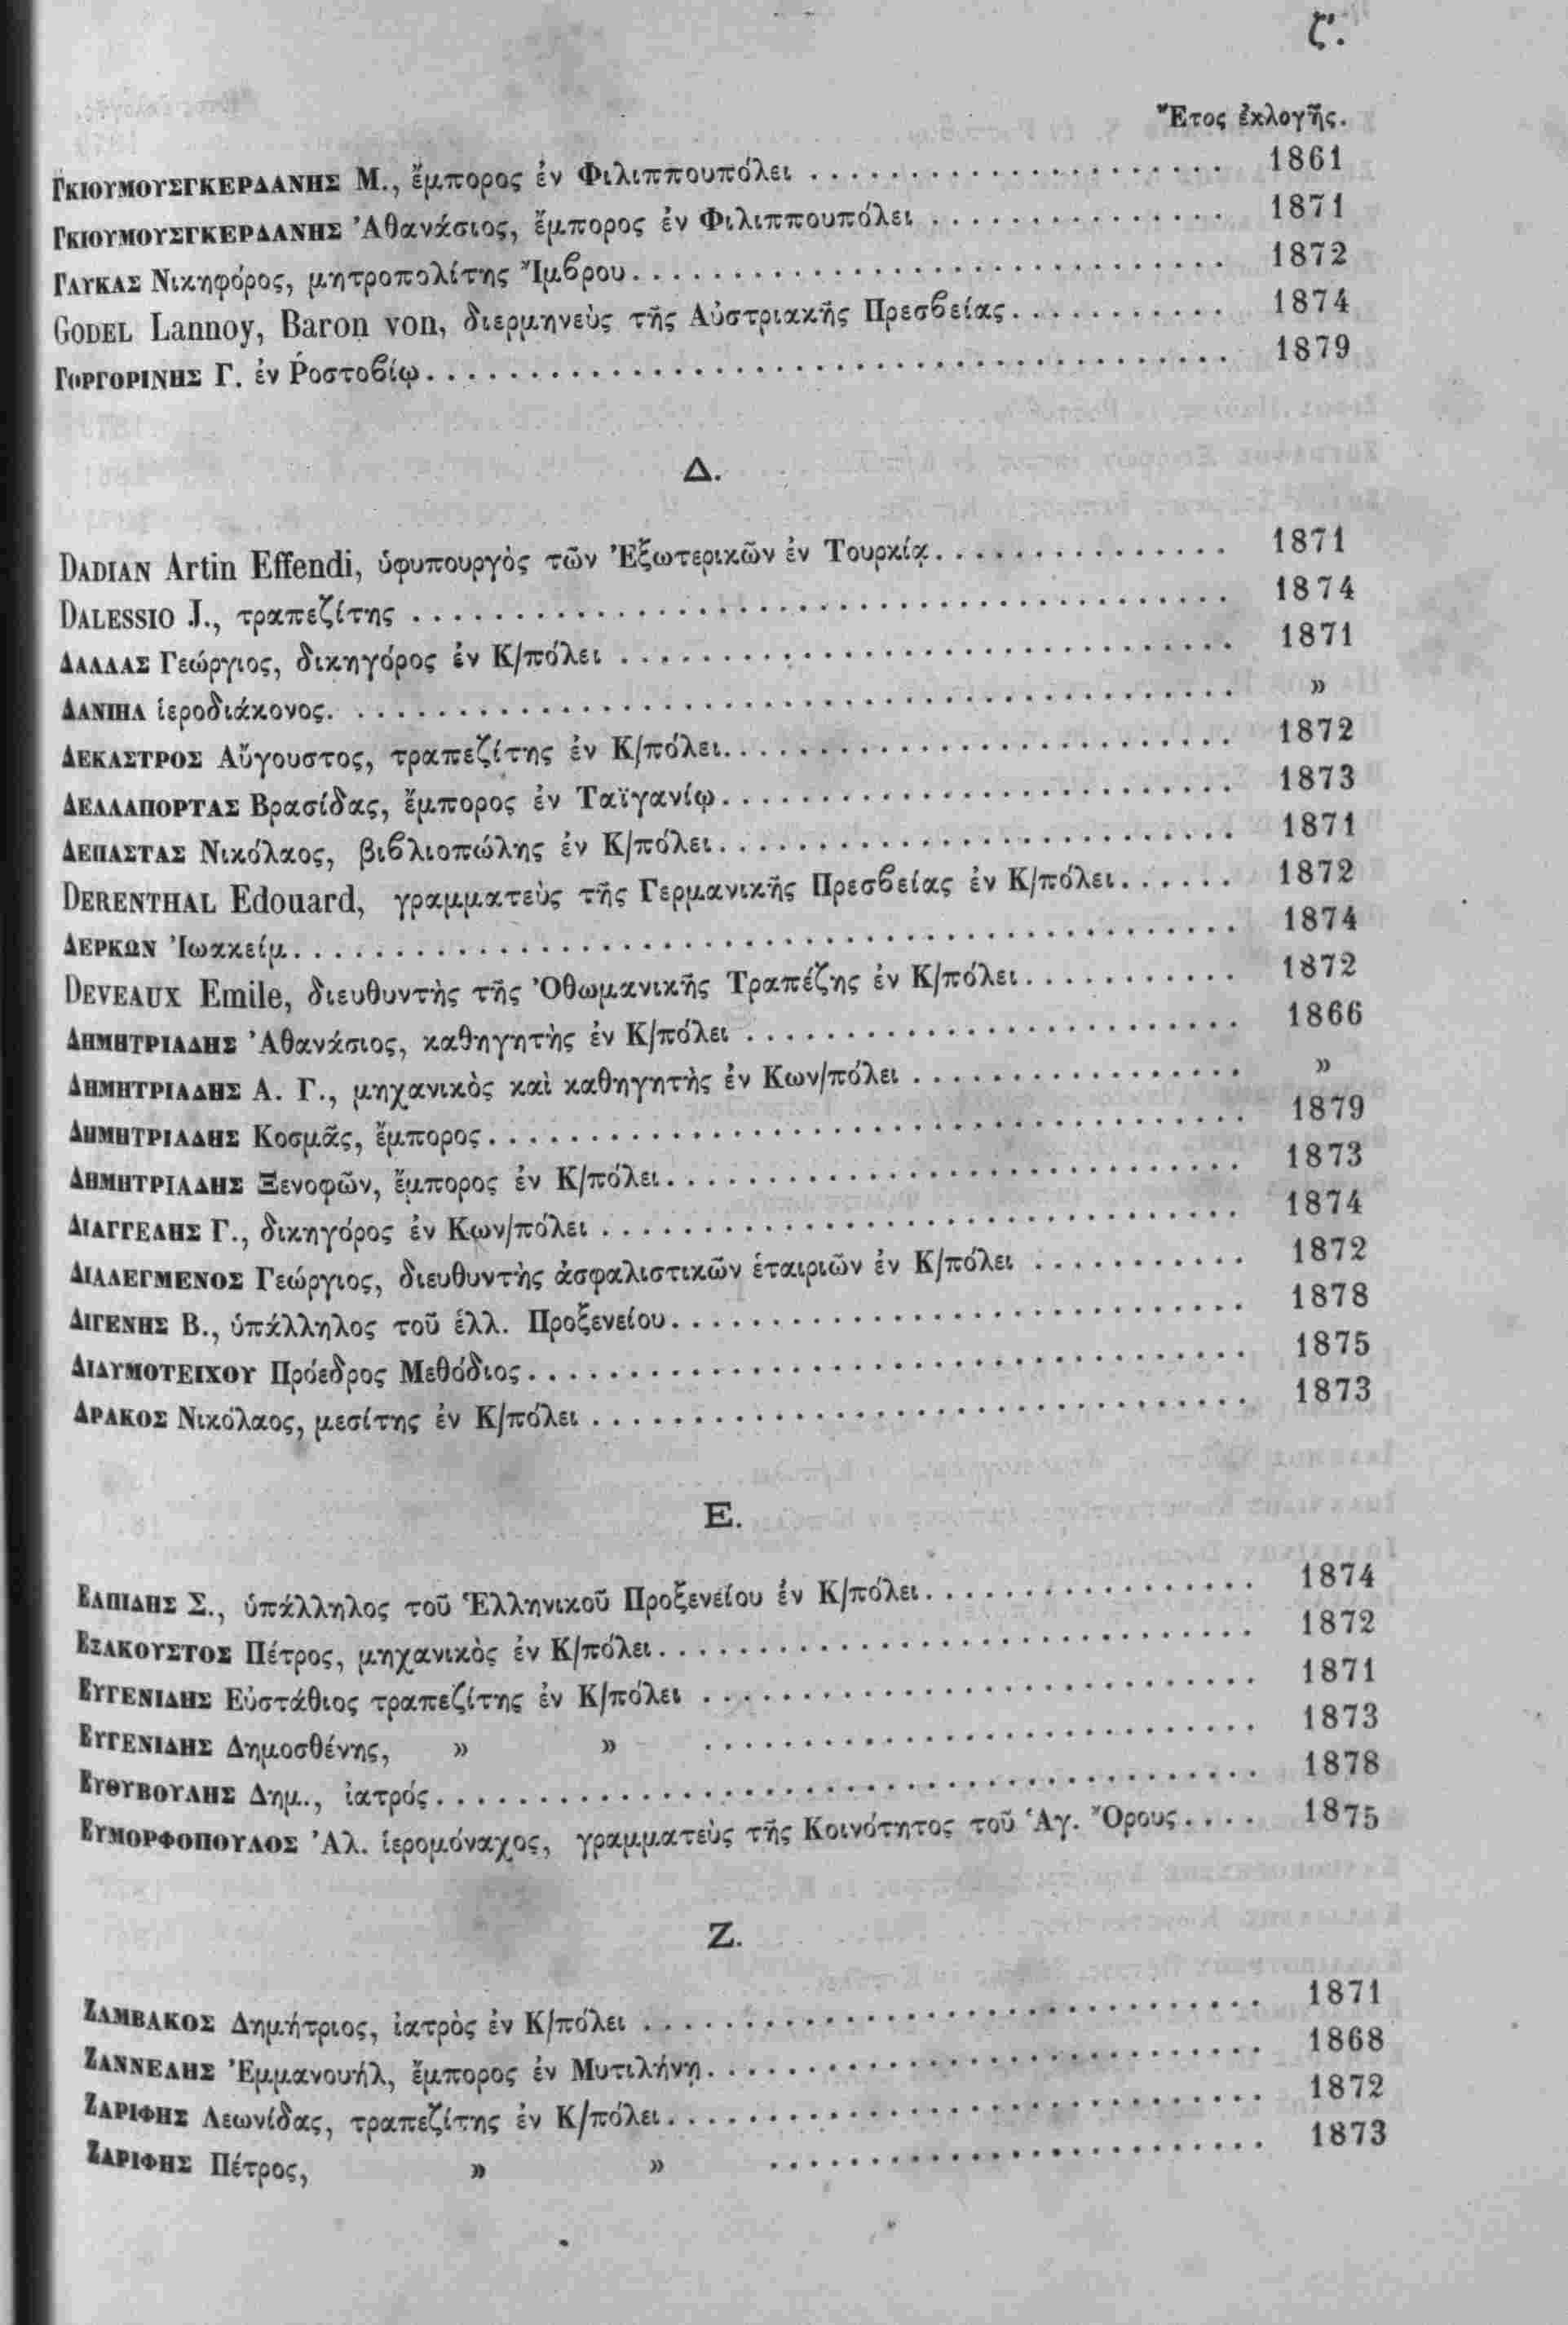 ζ'.
Ἔτος ἐκλογῆς.
ΓΚΙΟΥΜΟΥΣΓΚΕΡΔΑΝΗΣ Μ., ἔμπορος ἐν Φιλιππουπόλει . . . . . . . . . . 1861
ΓΚΙΟΥΜΟΥΣΓΚΕΡΔΑΝΗΣ Ἀθανάσιος, ἔμπορος ἐν Φιλιππουπόλει . . . . . . . . . . 1871
ΓΛΥΚΑΣ Νικηφόρος, μητροπολίτης Ἴμβρου . . . . . . . . . . 1872
GODEL Lannoy, Baron von, διερμηνεὺς τῆς Αὐστριακῆς Πρεσβείας . . . . . . . . . . 1874
ΓΟΡΓΟΡΙΝΗΣ Γ. ἐν Ῥοστοβίῳ . . . . . . . . . . 1879
Δ.
DADIAN Artin Effendi, ὑφυπουργὸς τῶν Ἐξωτερικῶν ἐν Τουρκίᾳ . . . . . . . . . . 1871
DALESSIO J., τραπεζίτης . . . . . . . . . . 1874
ΔΑΛΛΑΣ Γεώργιος, δικηγόρος ἐν Κ/πόλει . . . . . . . . . . 1871
ΔΑΝΙΗΛ ἱεροδιάκονος . . . . . . . . . . »
ΔΕΚΑΣΤΡΟΣ Αὔγουστος, τραπεζίτης ἐν Κ/πόλει . . . . . . . . . . 1872
ΔΕΛΛΑΠΟΡΤΑΣ Βρασίδας, ἔμπορος ἐν Ταϊγανίῳ . . . . . . . . . . 1873
ΔΕΠΑΣΤΑΣ Νικόλαος, βιβλιοπώλης ἐν Κ/πόλει . . . . . . . . . . 1871
DERENTHAL Edouard, γραμματεὺς τῆς Γερμανικῆς Πρεσβείας ἐν Κ/πόλει . . . . . . 1872
ΔΕΡΚΩΝ Ἰωακείμ . . . . . . . . . . 1874
DEVEAUX Emile, διευθυντὴς τῆς Ὀθωμανικῆς Τραπέζης ἐν Κ/πόλει . . . . . . . . . . 1872
ΔΗΜΗΤΡΙΑΔΗΣ Ἀθανάσιος, καθηγητὴς ἐν Κ/πόλει . . . . . . . . . . 1866
ΔΗΜΗΤΡΙΑΔΗΣ Α. Γ., μηχανικὸς καὶ καθηγητὴς ἐν Κων/πόλει . . . . . . . . . . »
ΔΗΜΗΤΡΙΑΔΗΣ Κοσμᾶς, ἔμπορος . . . . . . . . . . 1879
ΔΗΜΗΤΡΙΑΔΗΣ Ξενοφῶν, ἔμπορος ἐν Κ/πόλει . . . . . . . . . . 1873
ΔΙΑΓΓΕΛΗΣ Γ., δικηγόρος ἐν Κων/πόλει . . . . . . . . . . 1874
ΔΙΑΛΕΓΜΕΝΟΣ Γεώργιος, διευθυντὴς ἀσφαλιστικῶν ἑταιριῶν ἐν Κ/πόλει . . . . . . . . . . 1872
ΔΙΓΕΝΗΣ Β., ὑπάλληλος τοῦ ἑλλ. Προξενείου . . . . . . . . . . 1878
ΔΙΔΥΜΟΤΕΙΧΟΥ Πρόεδρος Μεθόδιος . . . . . . . . . . 1875
ΔΡΑΚΟΣ Νικόλαος, μεσίτης ἐν Κ/πόλει . . . . . . . . . . 1873
Ε.
ΕΛΠΙΔΗΣ Σ., ὑπάλληλος τοῦ Ἑλληνικοῦ Προξενείου ἐν Κ/πόλει . . . . . . . . . . 1874
ΕΣΑΚΟΥΣΤΟΣ Πέτρος, μηχανικὸς ἐν Κ/πόλει . . . . . . . . . . 1872
ΕΥΓΕΝΙΔΗΣ Εὐστάθιος τραπεζίτης ἐν Κ/πόλει . . . . . . . . . . 1871
ΕΥΓΕΝΙΔΗΣ Δημοσθένης, » » . . . . . . . . . . 1873
ΕΥΘΥΒΟΥΛΗΣ Δημ., ἰατρός . . . . . . . . . . 1878
ΕΥΜΟΡΦΟΠΟΥΛΟΣ Ἀλ. ἱερομόναχος, γραμματεὺς τῆς Κοινότητος τοῦ Ἁγ. Ὄρους . . . . 1875
Ζ.
ΖΑΜΒΑΚΟΣ Δημήτριος, ἰατρὸς ἐν Κ/πόλει . . . . . . . . . . 1871
ΖΑΝΝΕΛΗΣ Ἐμμανουήλ, ἔμπορος ἐν Μυτιλήνῃ . . . . . . . . . . 1868
ΖΑΡΙΦΗΣ Λεωνίδας, τραπεζίτης ἐν Κ/πόλει . . . . . . . . . . 1872
ΖΑΡΙΦΗΣ Πέτρος, » » . . . . . . . . . . 1873